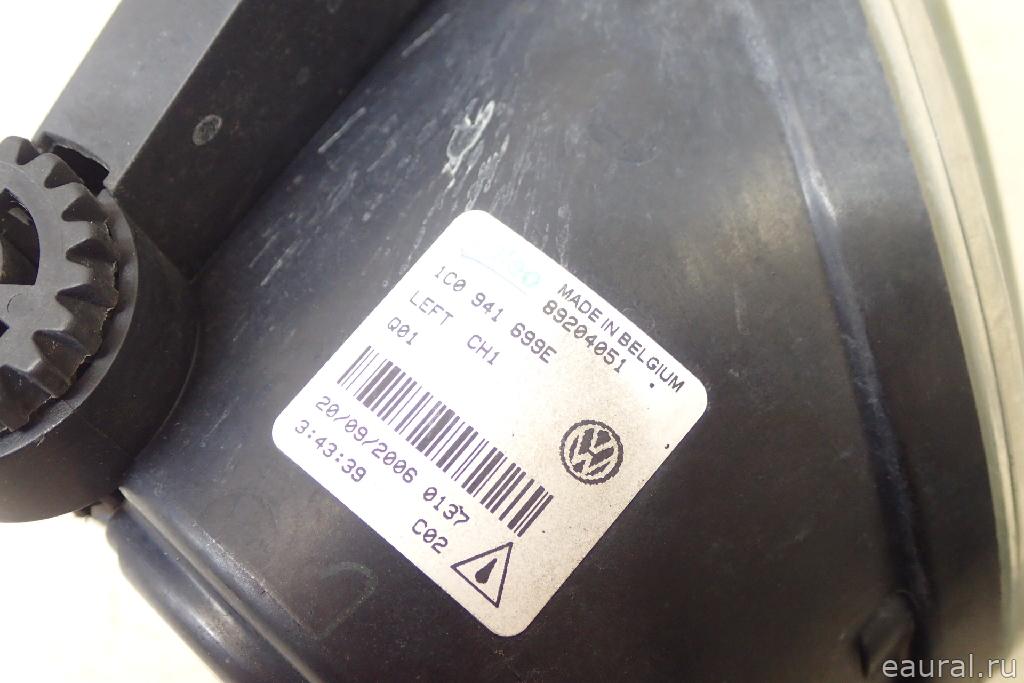 MADE IN BELGIUM
89204051
1C0 941 699E
LEFT CH1
Q01
20/09/2006 0137
3:43:39
C02
eaural.ru